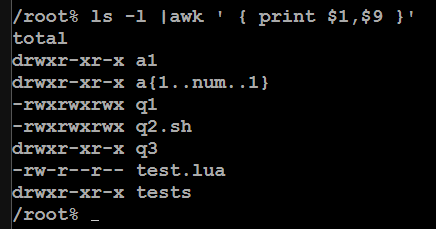 /root% ls -l |awk ' { print $1,$9 }'
total
drwxr-xr-x a1
drwxr-xr-x a{1..num..1}
-rwxrwxrwx q1
-rwxrwxrwx q2.sh
drwxr-xr-x q3
-rw-r--r-- test.lua
drwxr-xr-x tests
/root% _